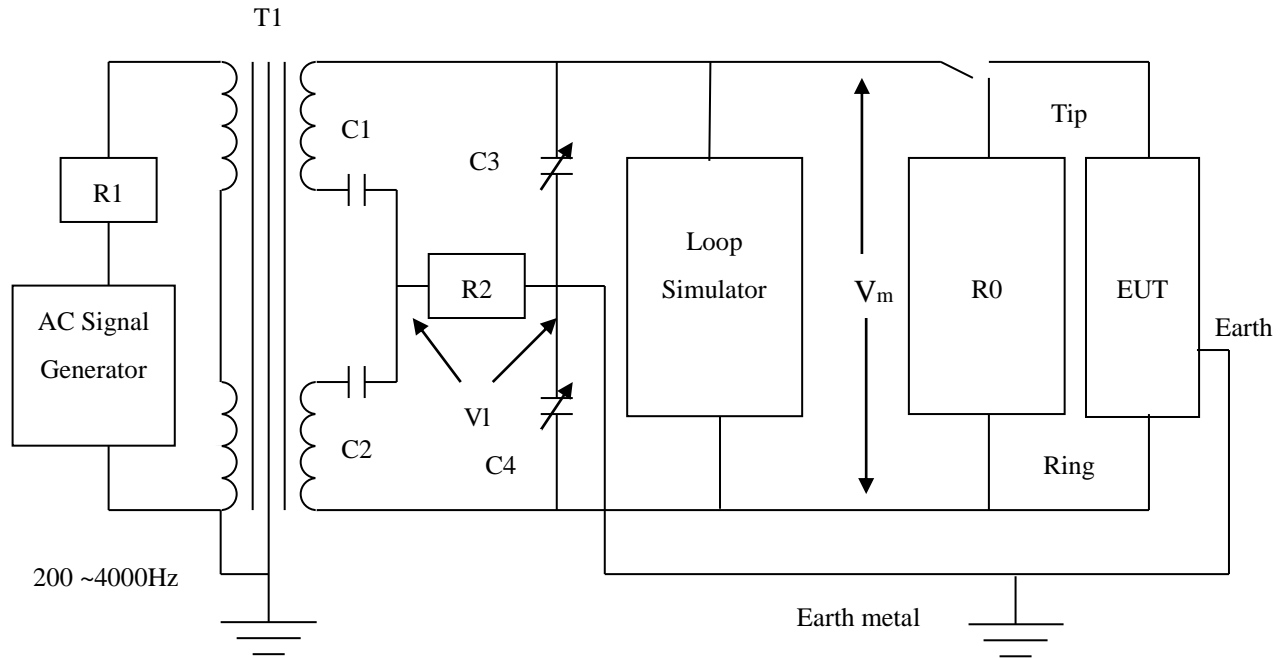 T1
C1
C3
Tip
R1
Loop
Simulator
R2
Vm
R0
EUT
AC Signal
Generator
Earth
Vl
C2
C4
Ring
200 ~4000Hz
Earth metal